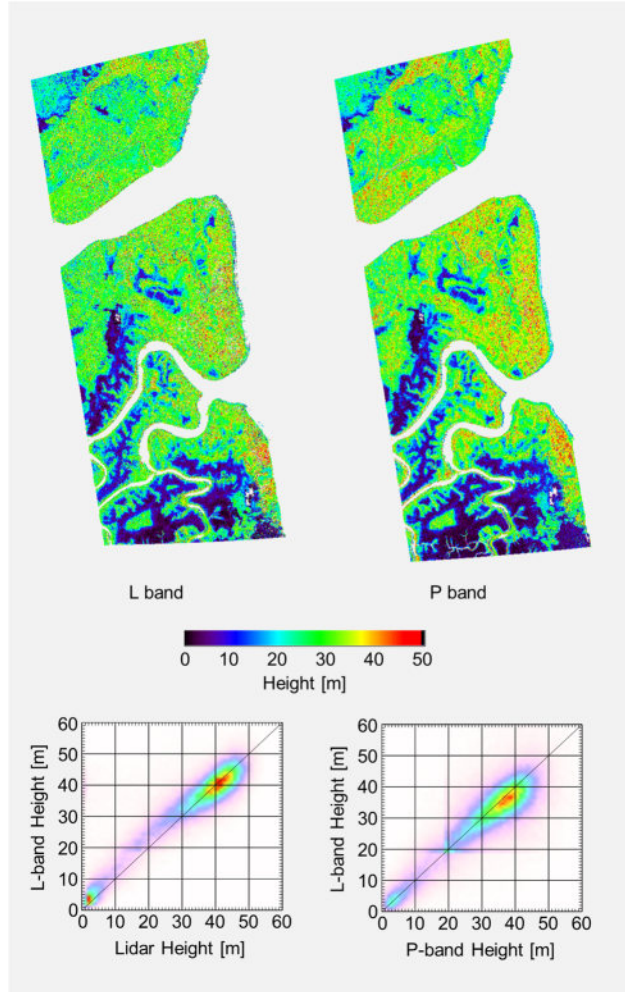 L band
P band
0 10 20 30 40 50
Height [m]
60
50
40
30
20
10
0
L-band Height [m]
0 10 20 30 40 50 60
Lidar Height [m]
60
50
40
30
20
10
0
L-band Height [m]
0 10 20 30 40 50 60
P-band Height [m]